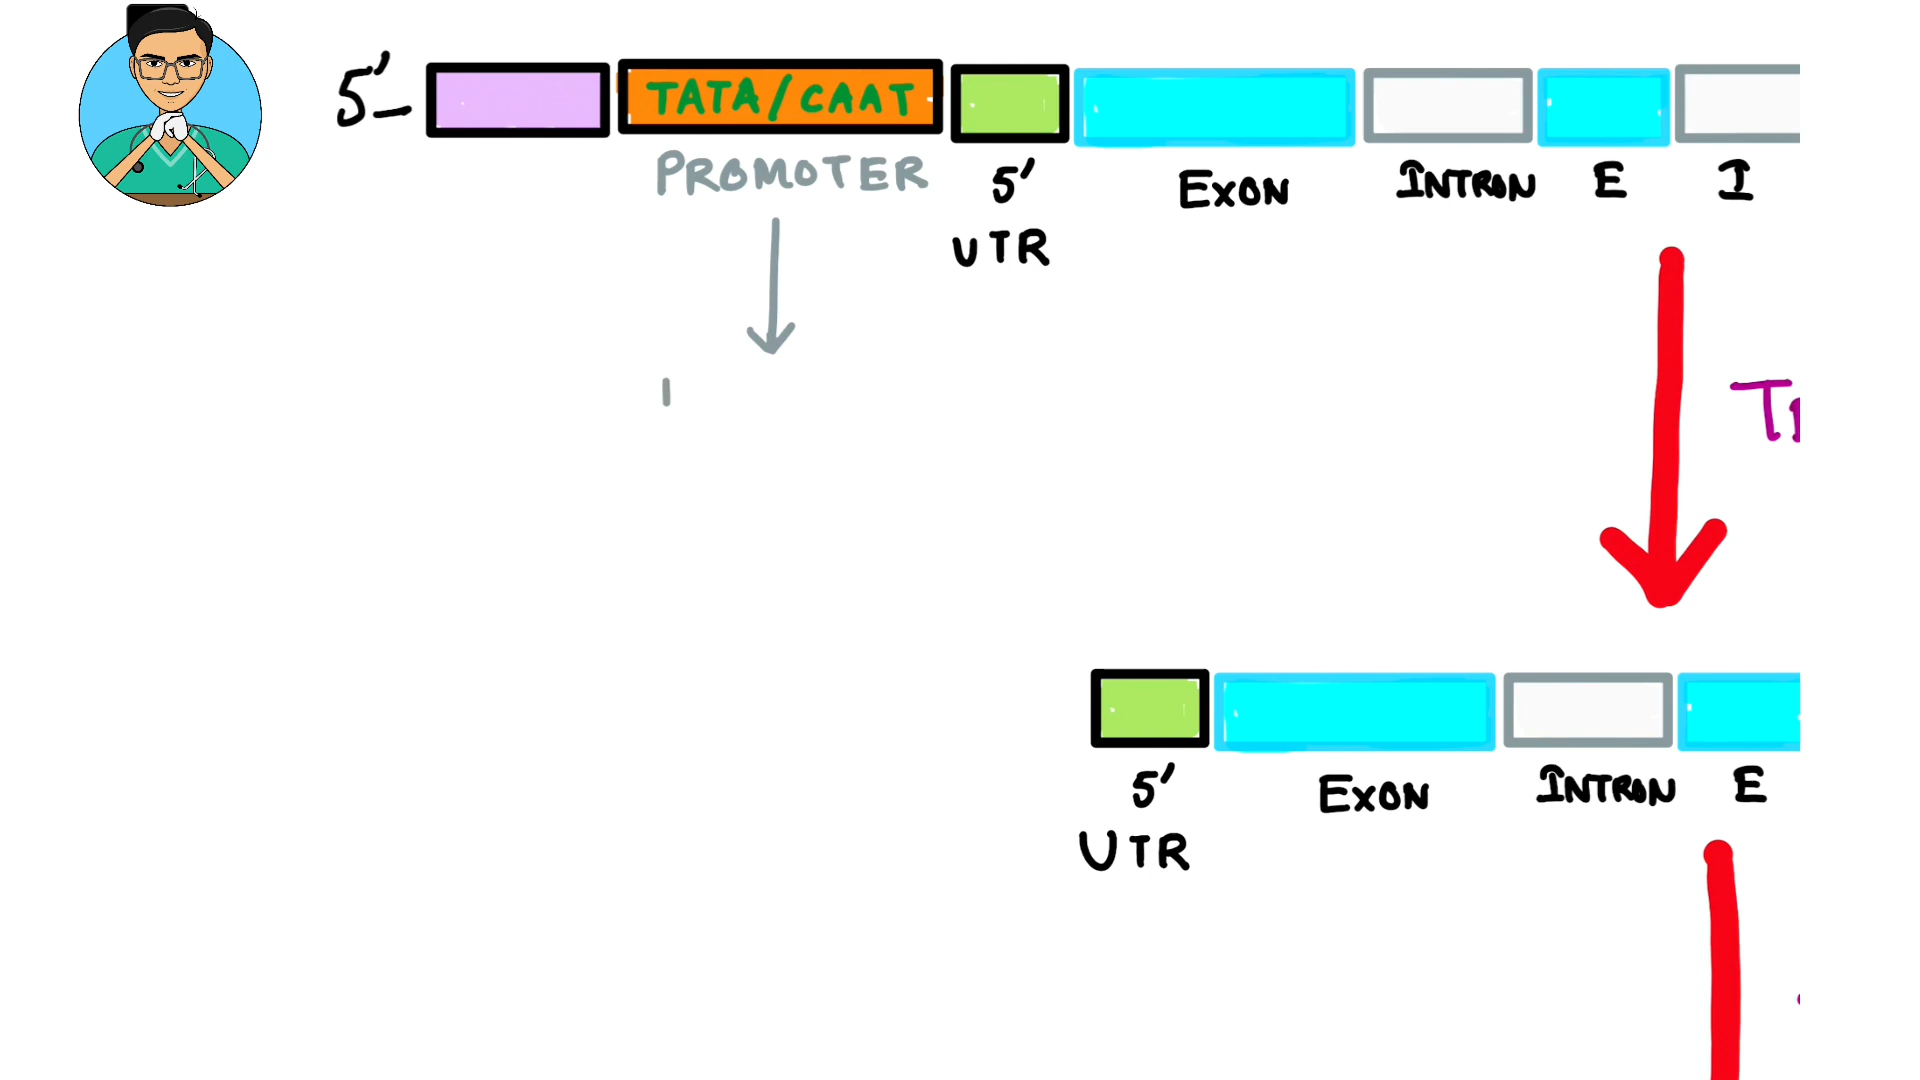 5'-
TATA/CAAT
PROMOTER
5'
UTR
EXON
INTRON
E
I
5'
UTR
EXON
INTRON
E